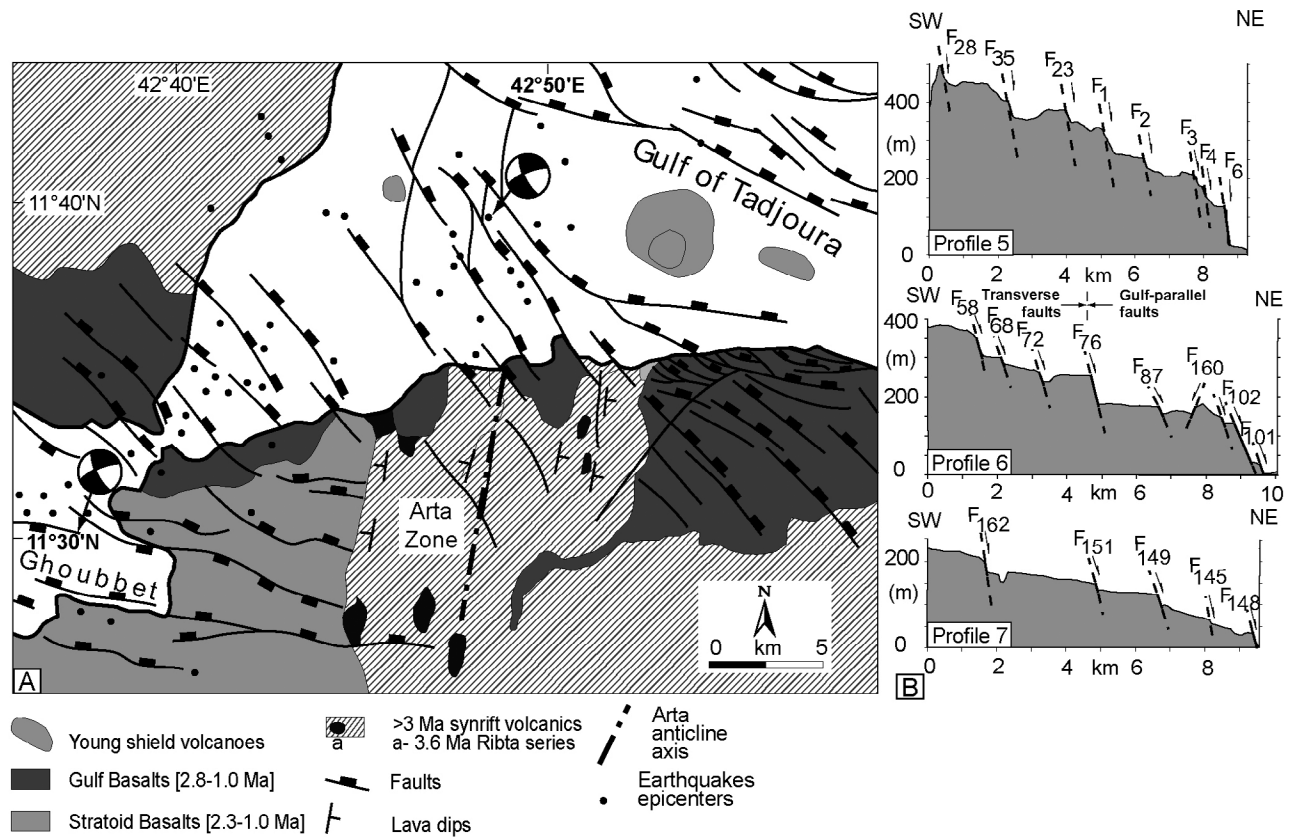 42°40'E
42°50'E
11°40'N
Gulf of Tadjoura
Arta
Zone
11°30'N
Ghoubbet
N
0 km 5
A
Young shield volcanoes
Gulf Basalts [2.8-1.0 Ma]
Stratoid Basalts [2.3-1.0 Ma]
>3 Ma synrift volcanics
a
a- 3.6 Ma Ribta series
Faults
Lava dips
Arta
anticline
axis
Earthquakes
epicenters
B
SW NE
F28 F35 F23 F1 F2 F3 F4 F6
400
(m)
200
0
Profile 5
0 2 4 km 6 8
SW NE
Transverse
faults
Gulf-parallel
faults
F58 F68 F72 F76 F87 F160 F102 F101
400
(m)
200
0
Profile 6
0 2 4 km 6 8 10
SW NE
F162 F151 F149 F145 F148
200
(m)
0
Profile 7
0 2 4 km 6 8